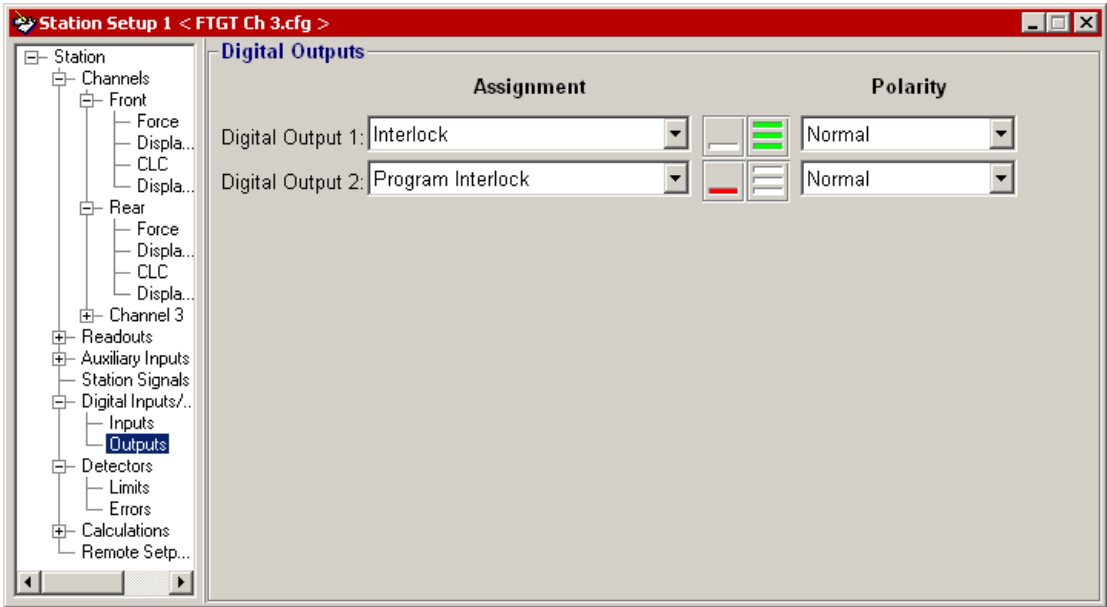 Station Setup 1 < FTGT Ch 3.cfg >
Station
Channels
Front
Force
Displa...
CLC
Displa...
Rear
Force
Displa...
CLC
Displa...
Channel 3
Readouts
Auxiliary Inputs
Station Signals
Digital Inputs/...
Inputs
Outputs
Detectors
Limits
Errors
Calculations
Remote Setp...
Digital Outputs
Assignment Polarity
Digital Output 1: Interlock Normal
Digital Output 2: Program Interlock Normal